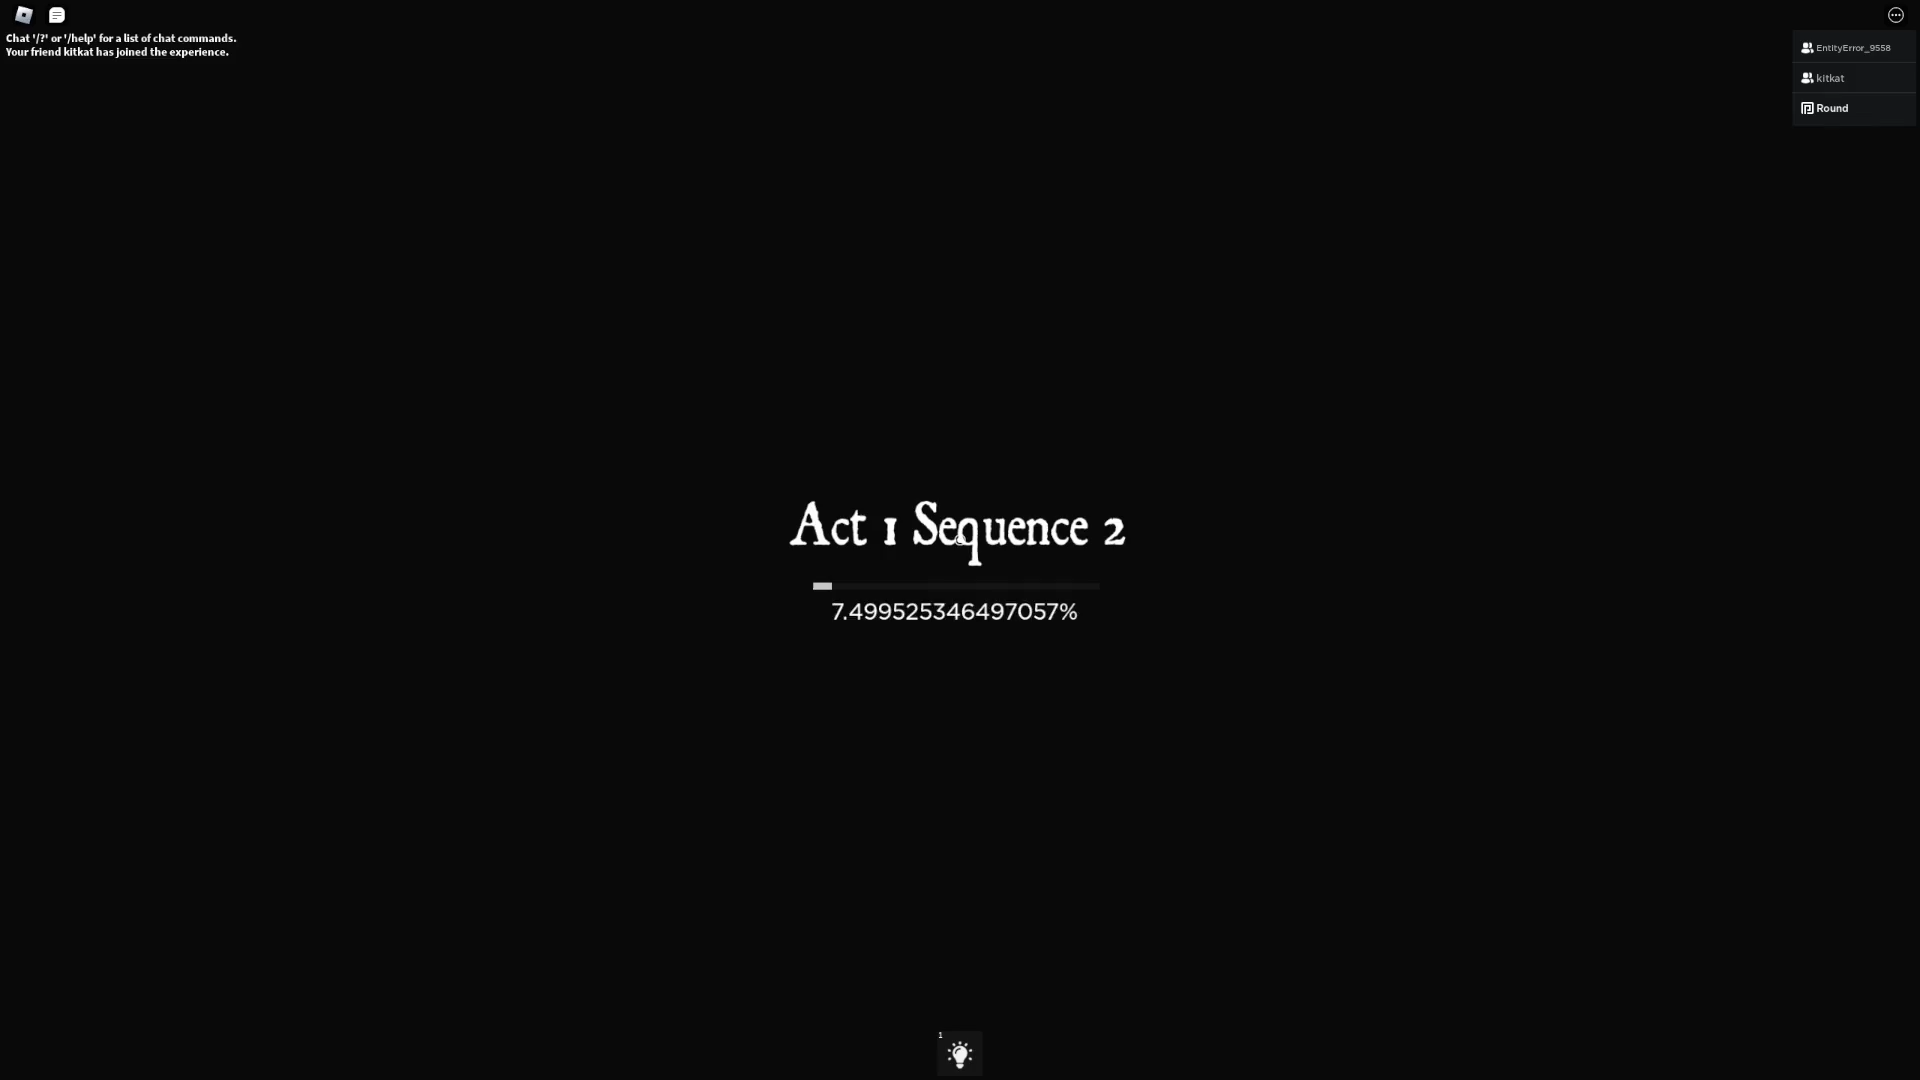 Chat '/?' or '/help' for a list of chat commands.
Your friend kitkat has joined the experience.
EntityError_9558
kitkat
Round
Act 1 Sequence 2
7.499525346497057%
1